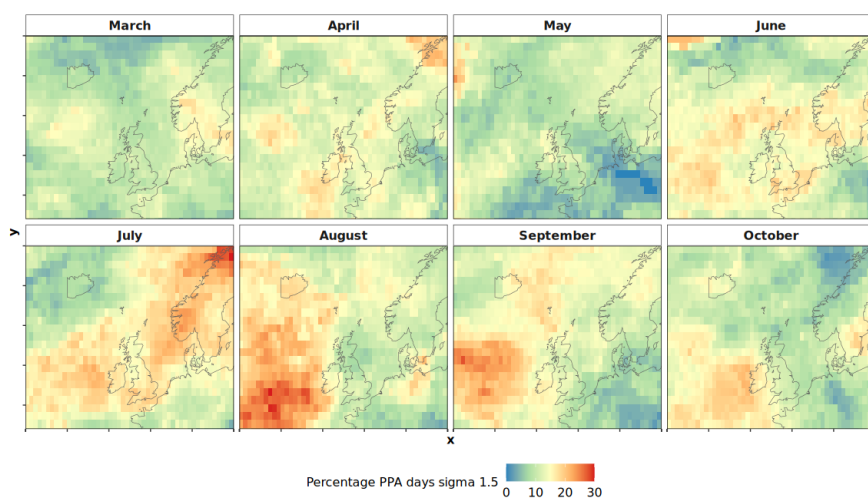 March April May June
July August September October
y
x
Percentage PPA days sigma 1.5
0 10 20 30